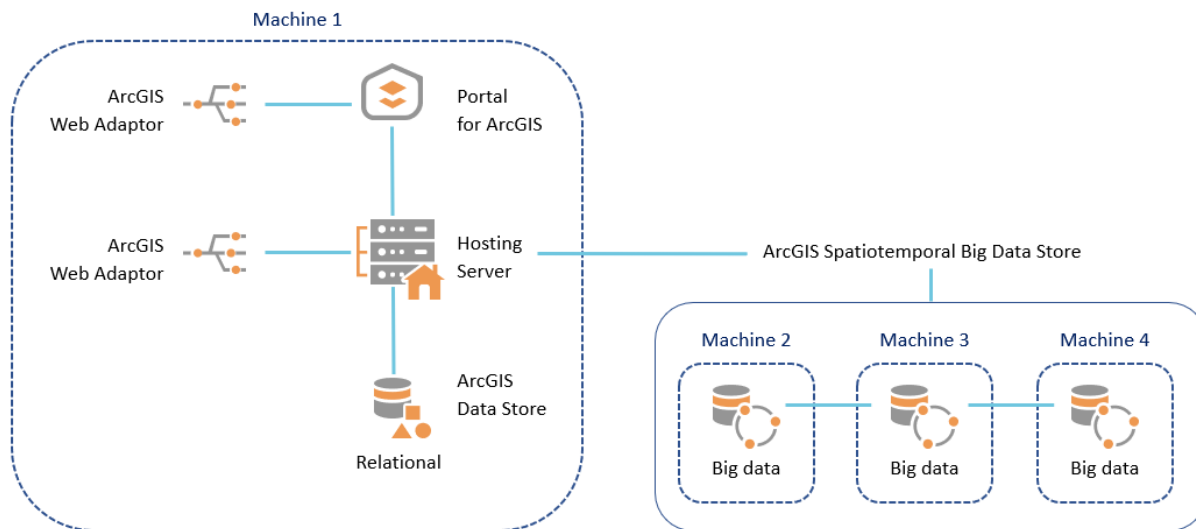 Machine 1
ArcGIS
Web Adaptor
Portal
for ArcGIS
ArcGIS
Web Adaptor
Hosting
Server
ArcGIS Spatiotemporal Big Data Store
Machine 2
Machine 3
Machine 4
ArcGIS
Data Store
Relational
Big data
Big data
Big data